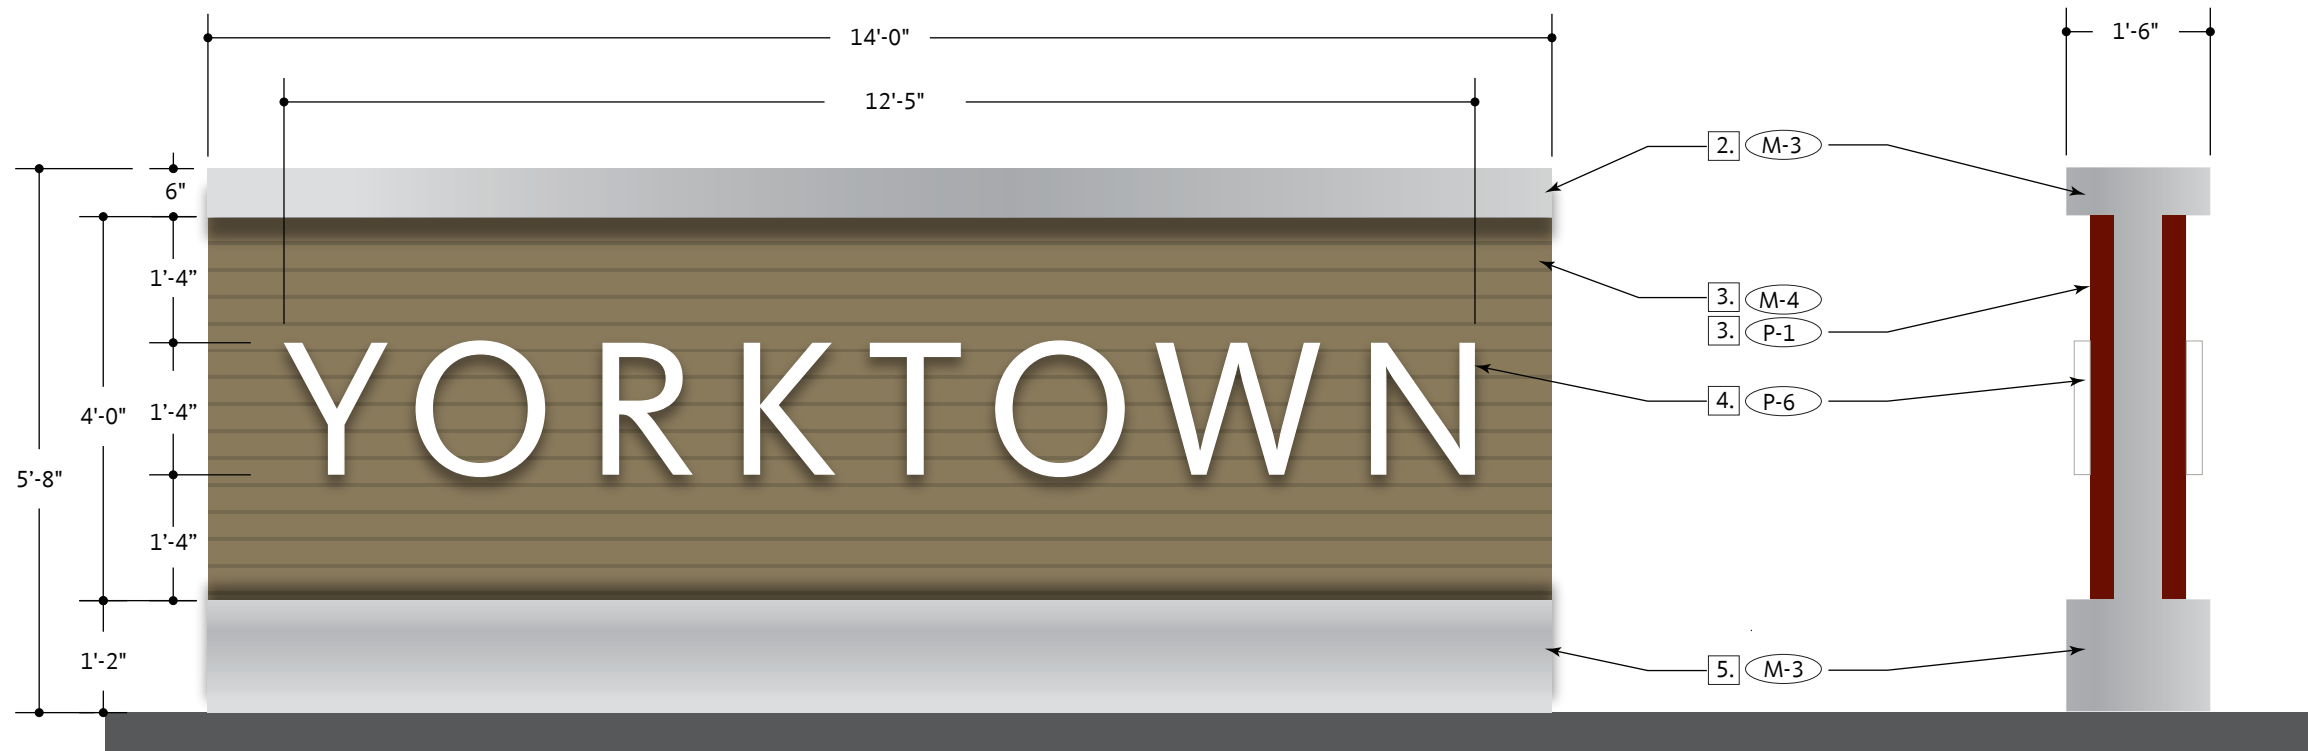 14'-0"
1'-6"
12'-5"
2. M-3
6"
1'-4”
3. M-4
3. P-1
YORKTOWN
4'-0"
1'-4”
4. P-6
5’-8"
1'-4”
1'-2"
5. M-3